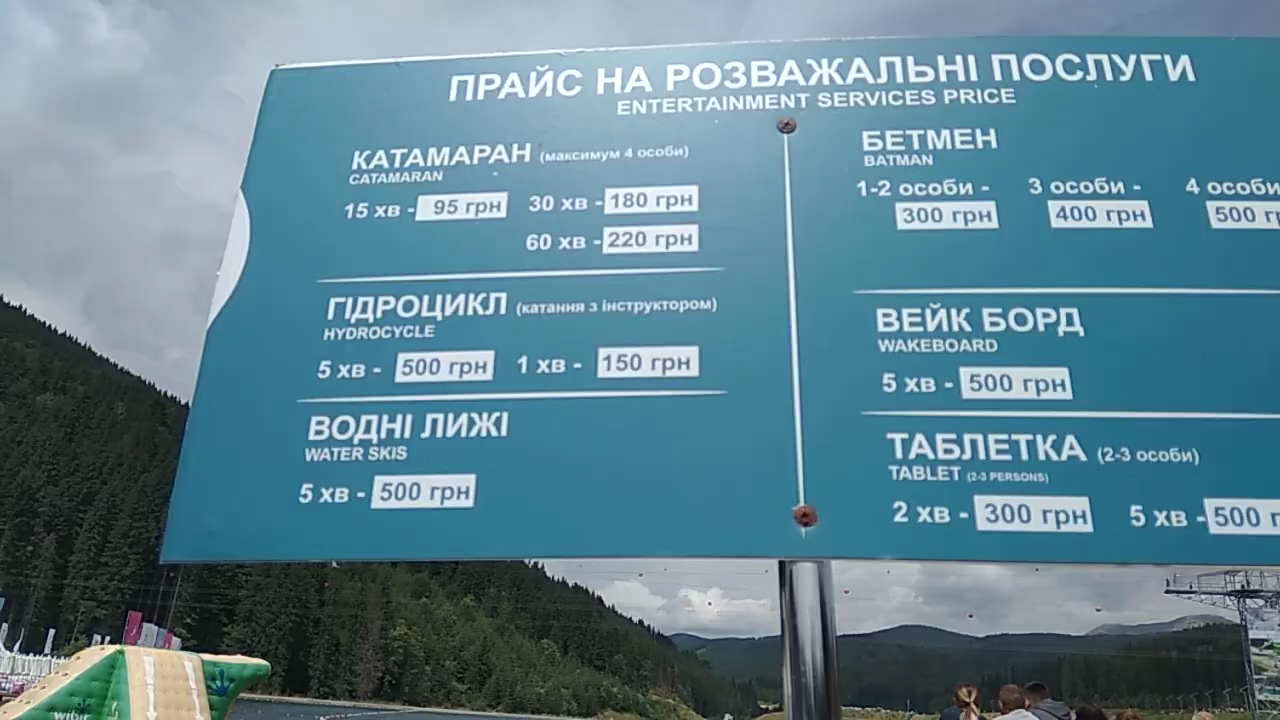 ПРАЙС НА РОЗВАЖАЛЬНІ ПОСЛУГИ
ENTERTAINMENT SERVICES PRICE
КАТАМАРАН (максимум 4 особи)
CATAMARAN
15 хв - 95 грн 30 хв - 180 грн
60 хв - 220 грн
ГІДРОЦИКЛ (катання з інструктором)
HYDROCYCLE
5 хв - 500 грн 1 хв - 150 грн
ВОДНІ ЛИЖІ
WATER SKIS
5 хв - 500 грн
БЕТМЕН
BATMAN
1-2 особи - 3 особи - 4 особи
300 грн 400 грн 500 г
ВЕЙК БОРД
WAKEBOARD
5 хв - 500 грн
ТАБЛЕТКА (2-3 особи)
TABLET (2-3 PERSONS)
2 хв - 300 грн 5 хв - 500 г
wibit